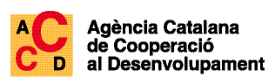 A C
C D
Agència Catalana
de Cooperació
al Desenvolupament